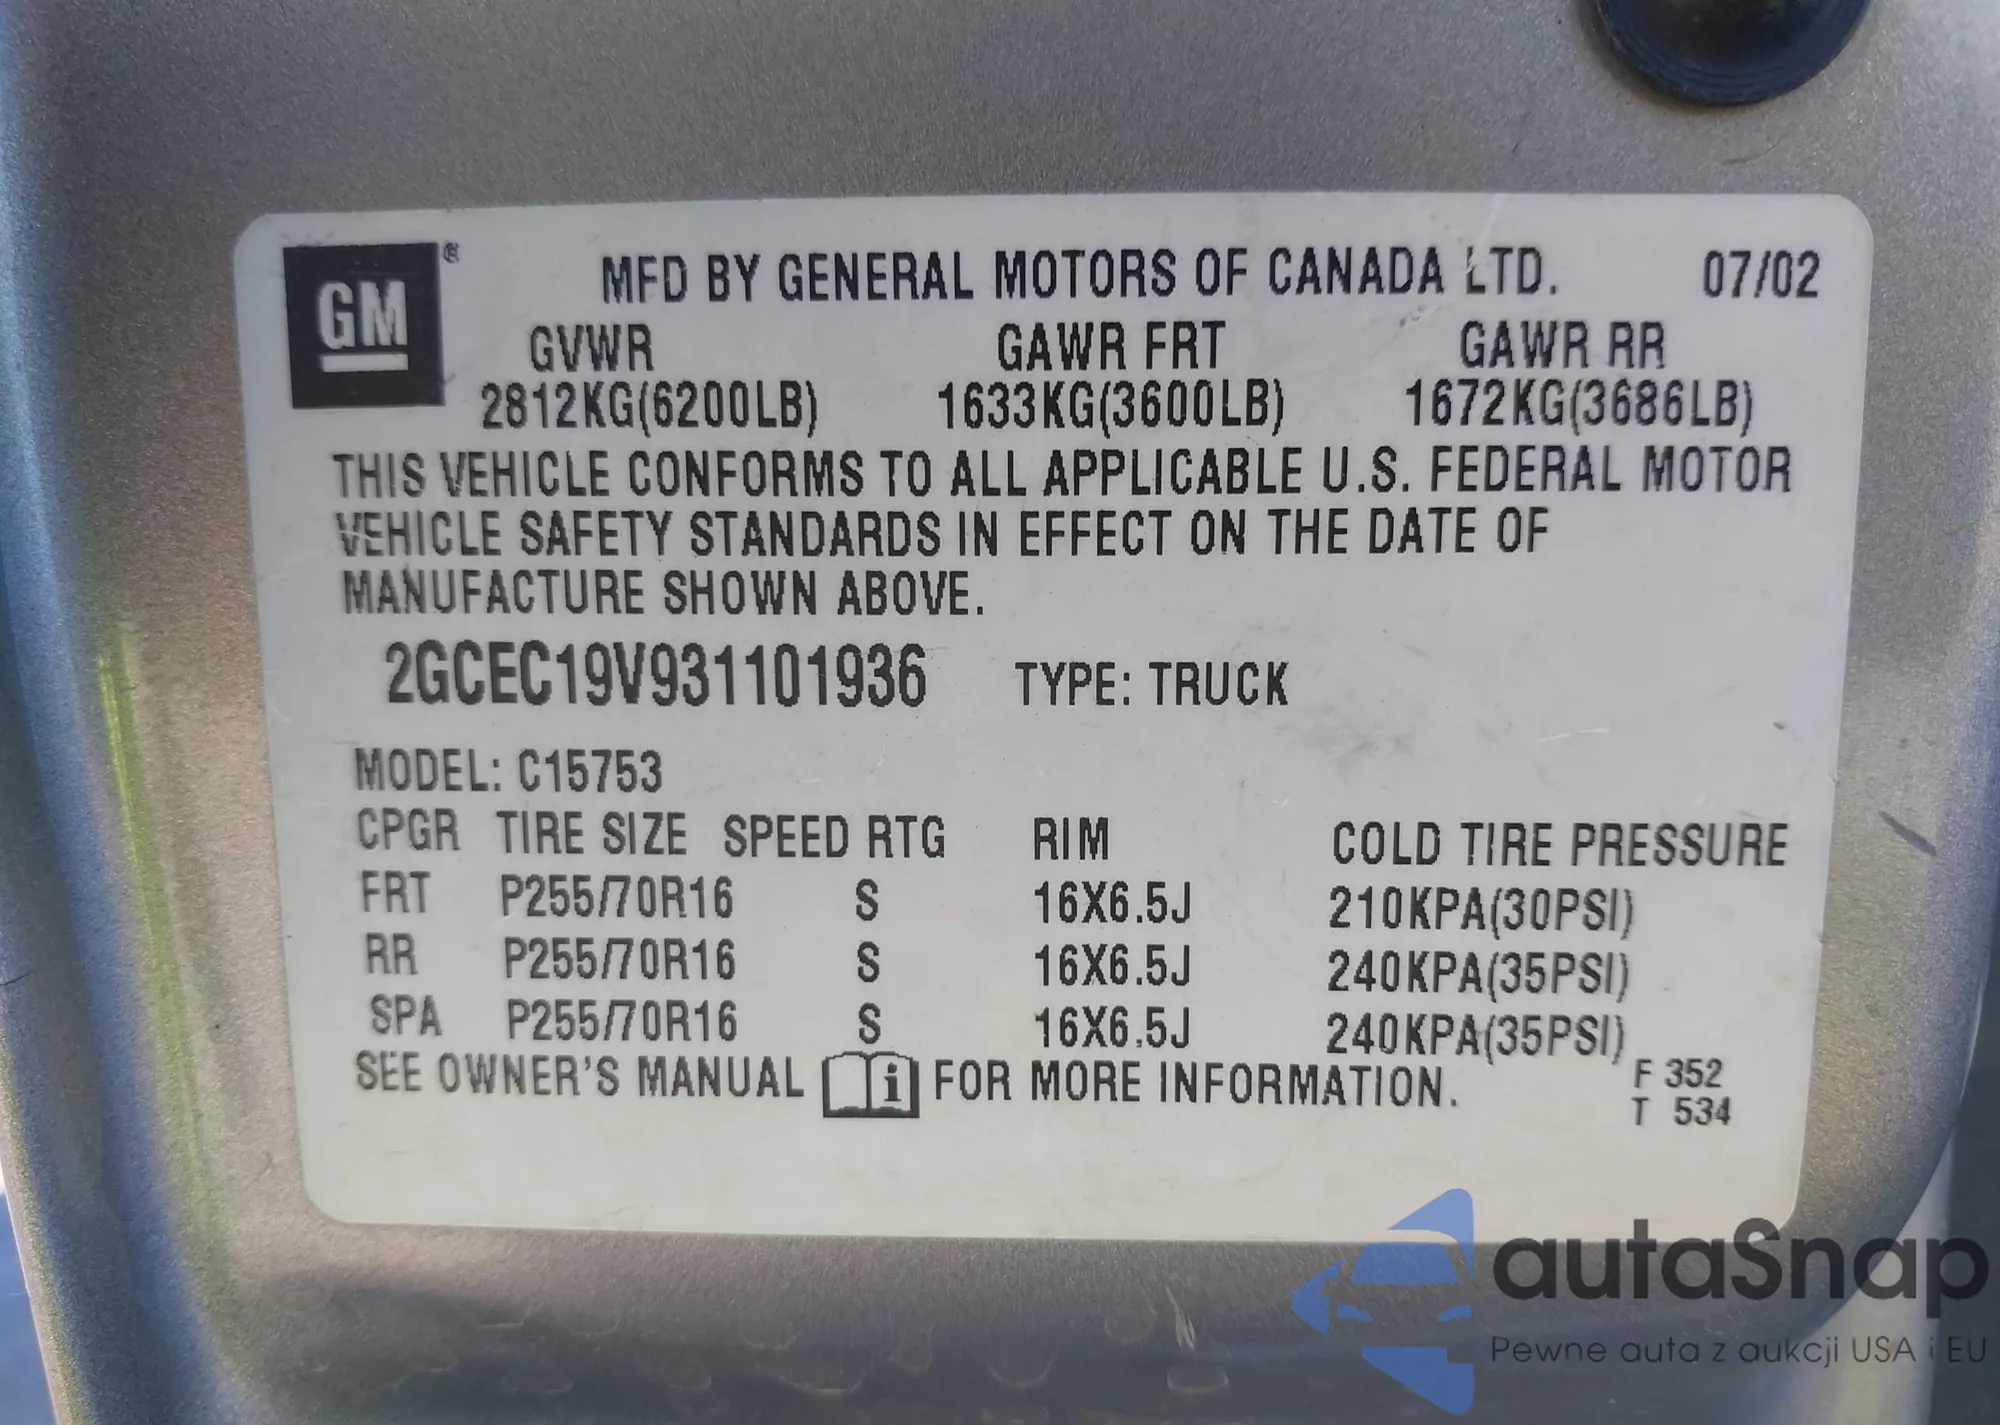 GM ®
MFD BY GENERAL MOTORS OF CANADA LTD. 07/02
GVWR GAWR FRT GAWR RR
2812KG(6200LB) 1633KG(3600LB) 1672KG(3686LB)
THIS VEHICLE CONFORMS TO ALL APPLICABLE U.S. FEDERAL MOTOR
VEHICLE SAFETY STANDARDS IN EFFECT ON THE DATE OF
MANUFACTURE SHOWN ABOVE.
2GCEC19V931101936 TYPE: TRUCK
MODEL: C15753
CPGR TIRE SIZE SPEED RTG RIM COLD TIRE PRESSURE
FRT P255/70R16 S 16X6.5J 210KPA(30PSI)
RR P255/70R16 S 16X6.5J 240KPA(35PSI)
SPA P255/70R16 S 16X6.5J 240KPA(35PSI)
SEE OWNER'S MANUAL i FOR MORE INFORMATION.
F 352
T 534
autaSnap
Pewne auta z aukcji USA i EU